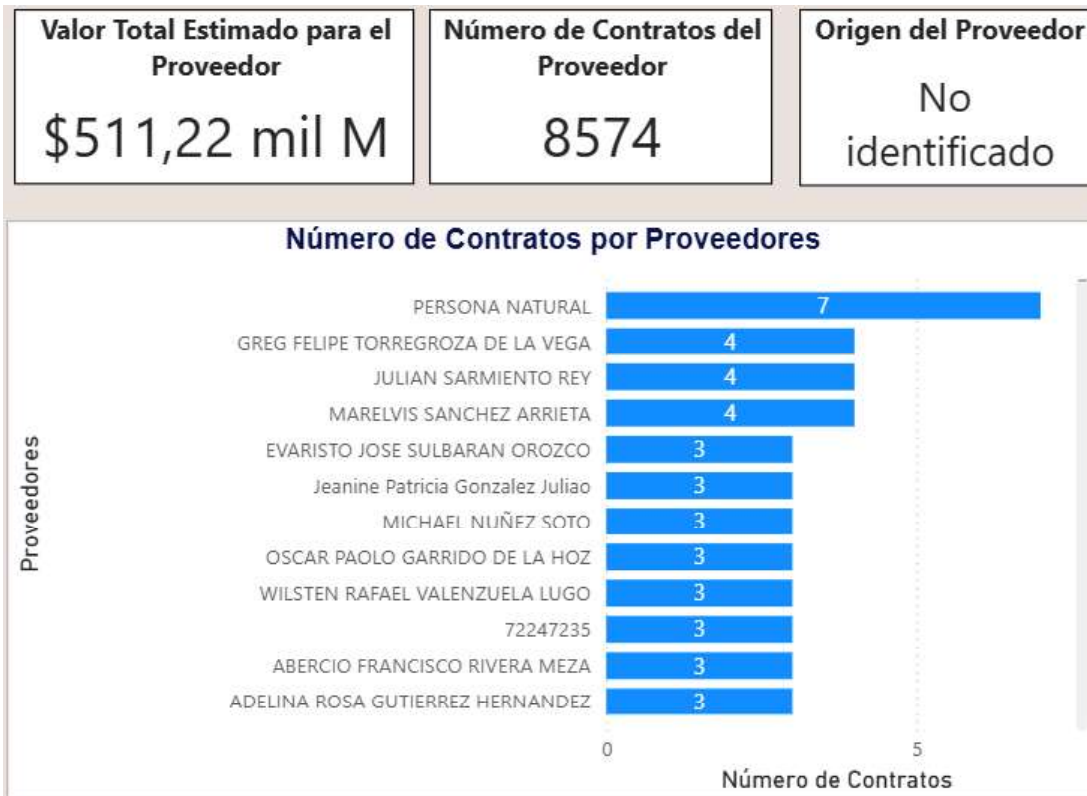 Valor Total Estimado para el
Proveedor
$511,22 mil M
Número de Contratos del
Proveedor
8574
Origen del Proveedor
No
identificado
Número de Contratos por Proveedores
Proveedores
PERSONA NATURAL 7
GREG FELIPE TORREGROZA DE LA VEGA 4
JULIAN SARMIENTO REY 4
MARELVIS SANCHEZ ARRIETA 4
EVARISTO JOSE SULBARAN OROZCO 3
Jeanine Patricia Gonzalez Juliao 3
MICHAEL NUÑEZ SOTO 3
OSCAR PAOLO GARRIDO DE LA HOZ 3
WILSTEN RAFAEL VALENZUELA LUGO 3
72247235 3
ABERCIO FRANCISCO RIVERA MEZA 3
ADELINA ROSA GUTIERREZ HERNANDEZ 3
0 5
Número de Contratos